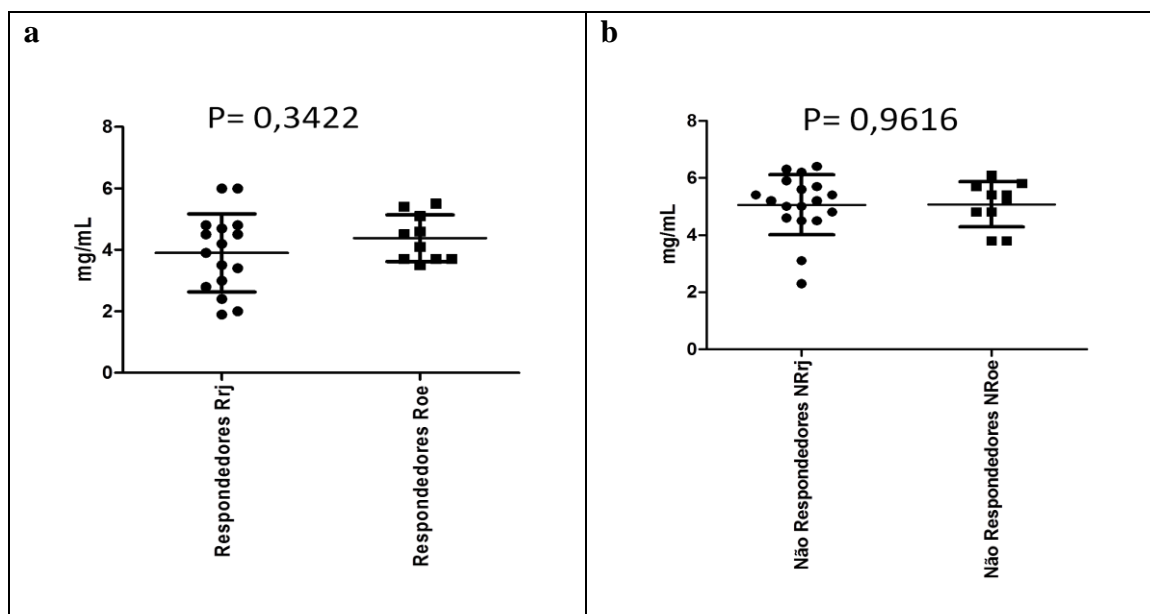 a
P= 0,3422
8
6
4
2
0
mg/mL
Respondedores Rrj
Respondedores Roe
b
P= 0,9616
8
6
4
2
0
mg/mL
Não Respondedores NRrj
Não Respondedores NRoe